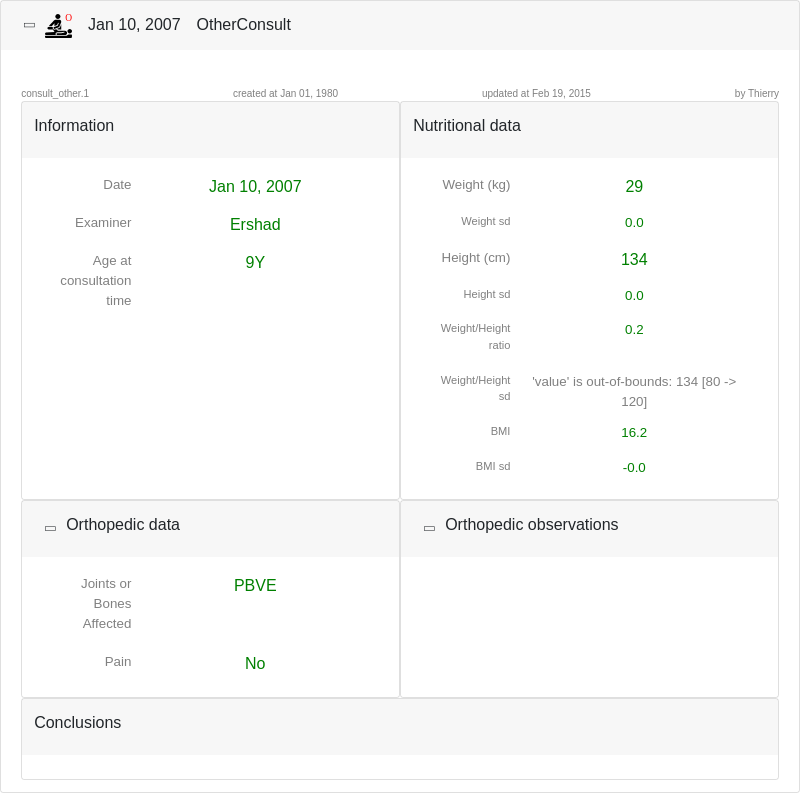 O
Jan 10, 2007 OtherConsult
consult_other.1 created at Jan 01, 1980 updated at Feb 19, 2015 by Thierry
Information
Date Jan 10, 2007
Examiner Ershad
Age at 9Y
consultation
time
Nutritional data
Weight (kg) 29
Weight sd 0.0
Height (cm) 134
Height sd 0.0
Weight/Height 0.2
ratio
Weight/Height 'value' is out-of-bounds: 134 [80 ->
sd 120]
BMI 16.2
BMI sd -0.0
Orthopedic data
Joints or PBVE
Bones
Affected
Pain No
Orthopedic observations
Conclusions